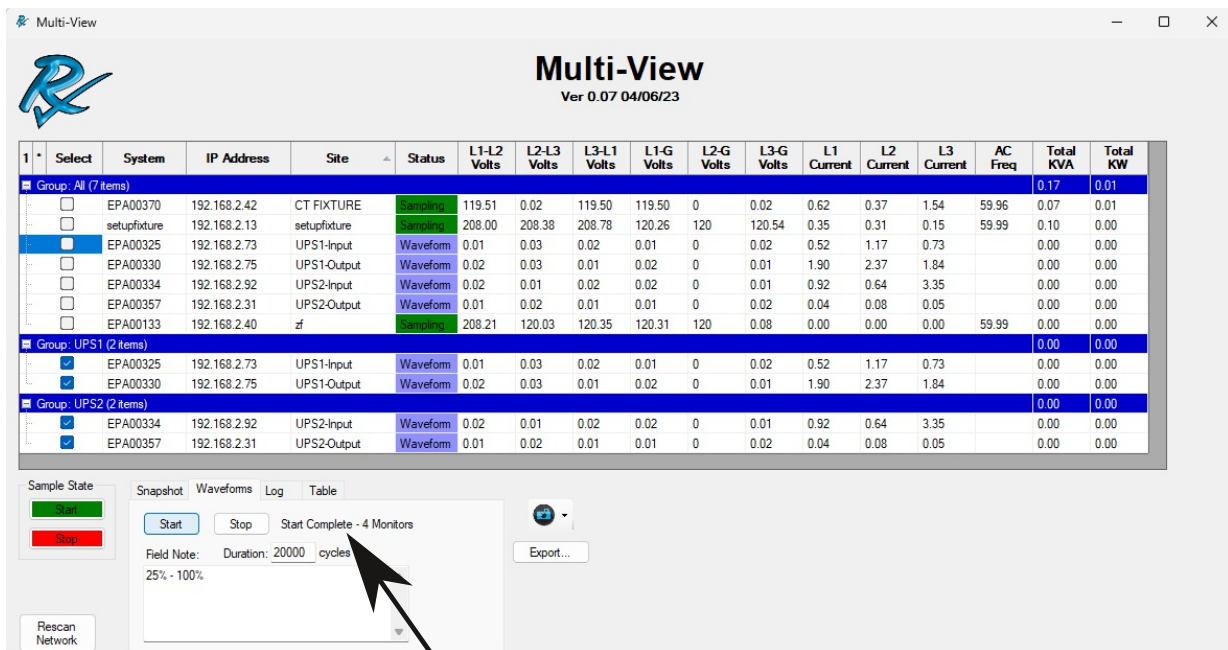 Multi-View
Multi-View
Ver 0.07 04/06/23
1 * Select System IP Address Site Status L1-L2 Volts L2-L3 Volts L3-L1 Volts L1-G Volts L2-G Volts L3-G Volts L1 Current L2 Current L3 Current AC Freq Total KVA Total KW
Group: All (7 items) 0.17 0.01
EPA00370 192.168.2.42 CT FIXTURE Sampling 119.51 0.02 119.50 119.50 0 0.02 0.62 0.37 1.54 59.96 0.07 0.01
setupfixture 192.168.2.13 setupfixture Sampling 208.00 208.38 208.78 120.26 120 120.54 0.35 0.31 0.15 59.99 0.10 0.00
EPA00325 192.168.2.73 UPS1-Input Waveform 0.01 0.03 0.02 0.01 0 0.02 0.52 1.17 0.73 0.00 0.00
EPA00330 192.168.2.75 UPS1-Output Waveform 0.02 0.03 0.01 0.02 0 0.01 1.90 2.37 1.84 0.00 0.00
EPA00334 192.168.2.92 UPS2-Input Waveform 0.02 0.01 0.02 0.02 0 0.01 0.92 0.64 3.35 0.00 0.00
EPA00357 192.168.2.31 UPS2-Output Waveform 0.01 0.02 0.01 0.01 0 0.02 0.04 0.08 0.05 0.00 0.00
EPA00133 192.168.2.40 zf Sampling 208.21 120.03 120.35 120.31 120 0.08 0.00 0.00 0.00 59.99 0.00 0.00
Group: UPS1 (2 items) 0.00 0.00
EPA00325 192.168.2.73 UPS1-Input Waveform 0.01 0.03 0.02 0.01 0 0.02 0.52 1.17 0.73 0.00 0.00
EPA00330 192.168.2.75 UPS1-Output Waveform 0.02 0.03 0.01 0.02 0 0.01 1.90 2.37 1.84 0.00 0.00
Group: UPS2 (2 items) 0.00 0.00
EPA00334 192.168.2.92 UPS2-Input Waveform 0.02 0.01 0.02 0.02 0 0.01 0.92 0.64 3.35 0.00 0.00
EPA00357 192.168.2.31 UPS2-Output Waveform 0.01 0.02 0.01 0.01 0 0.02 0.04 0.08 0.05 0.00 0.00
Sample State
Start
Stop
Snapshot Waveforms Log Table
Start Stop Start Complete - 4 Monitors
Field Note: Duration: 20000 cycles
25% - 100%
Export...
Rescan
Network